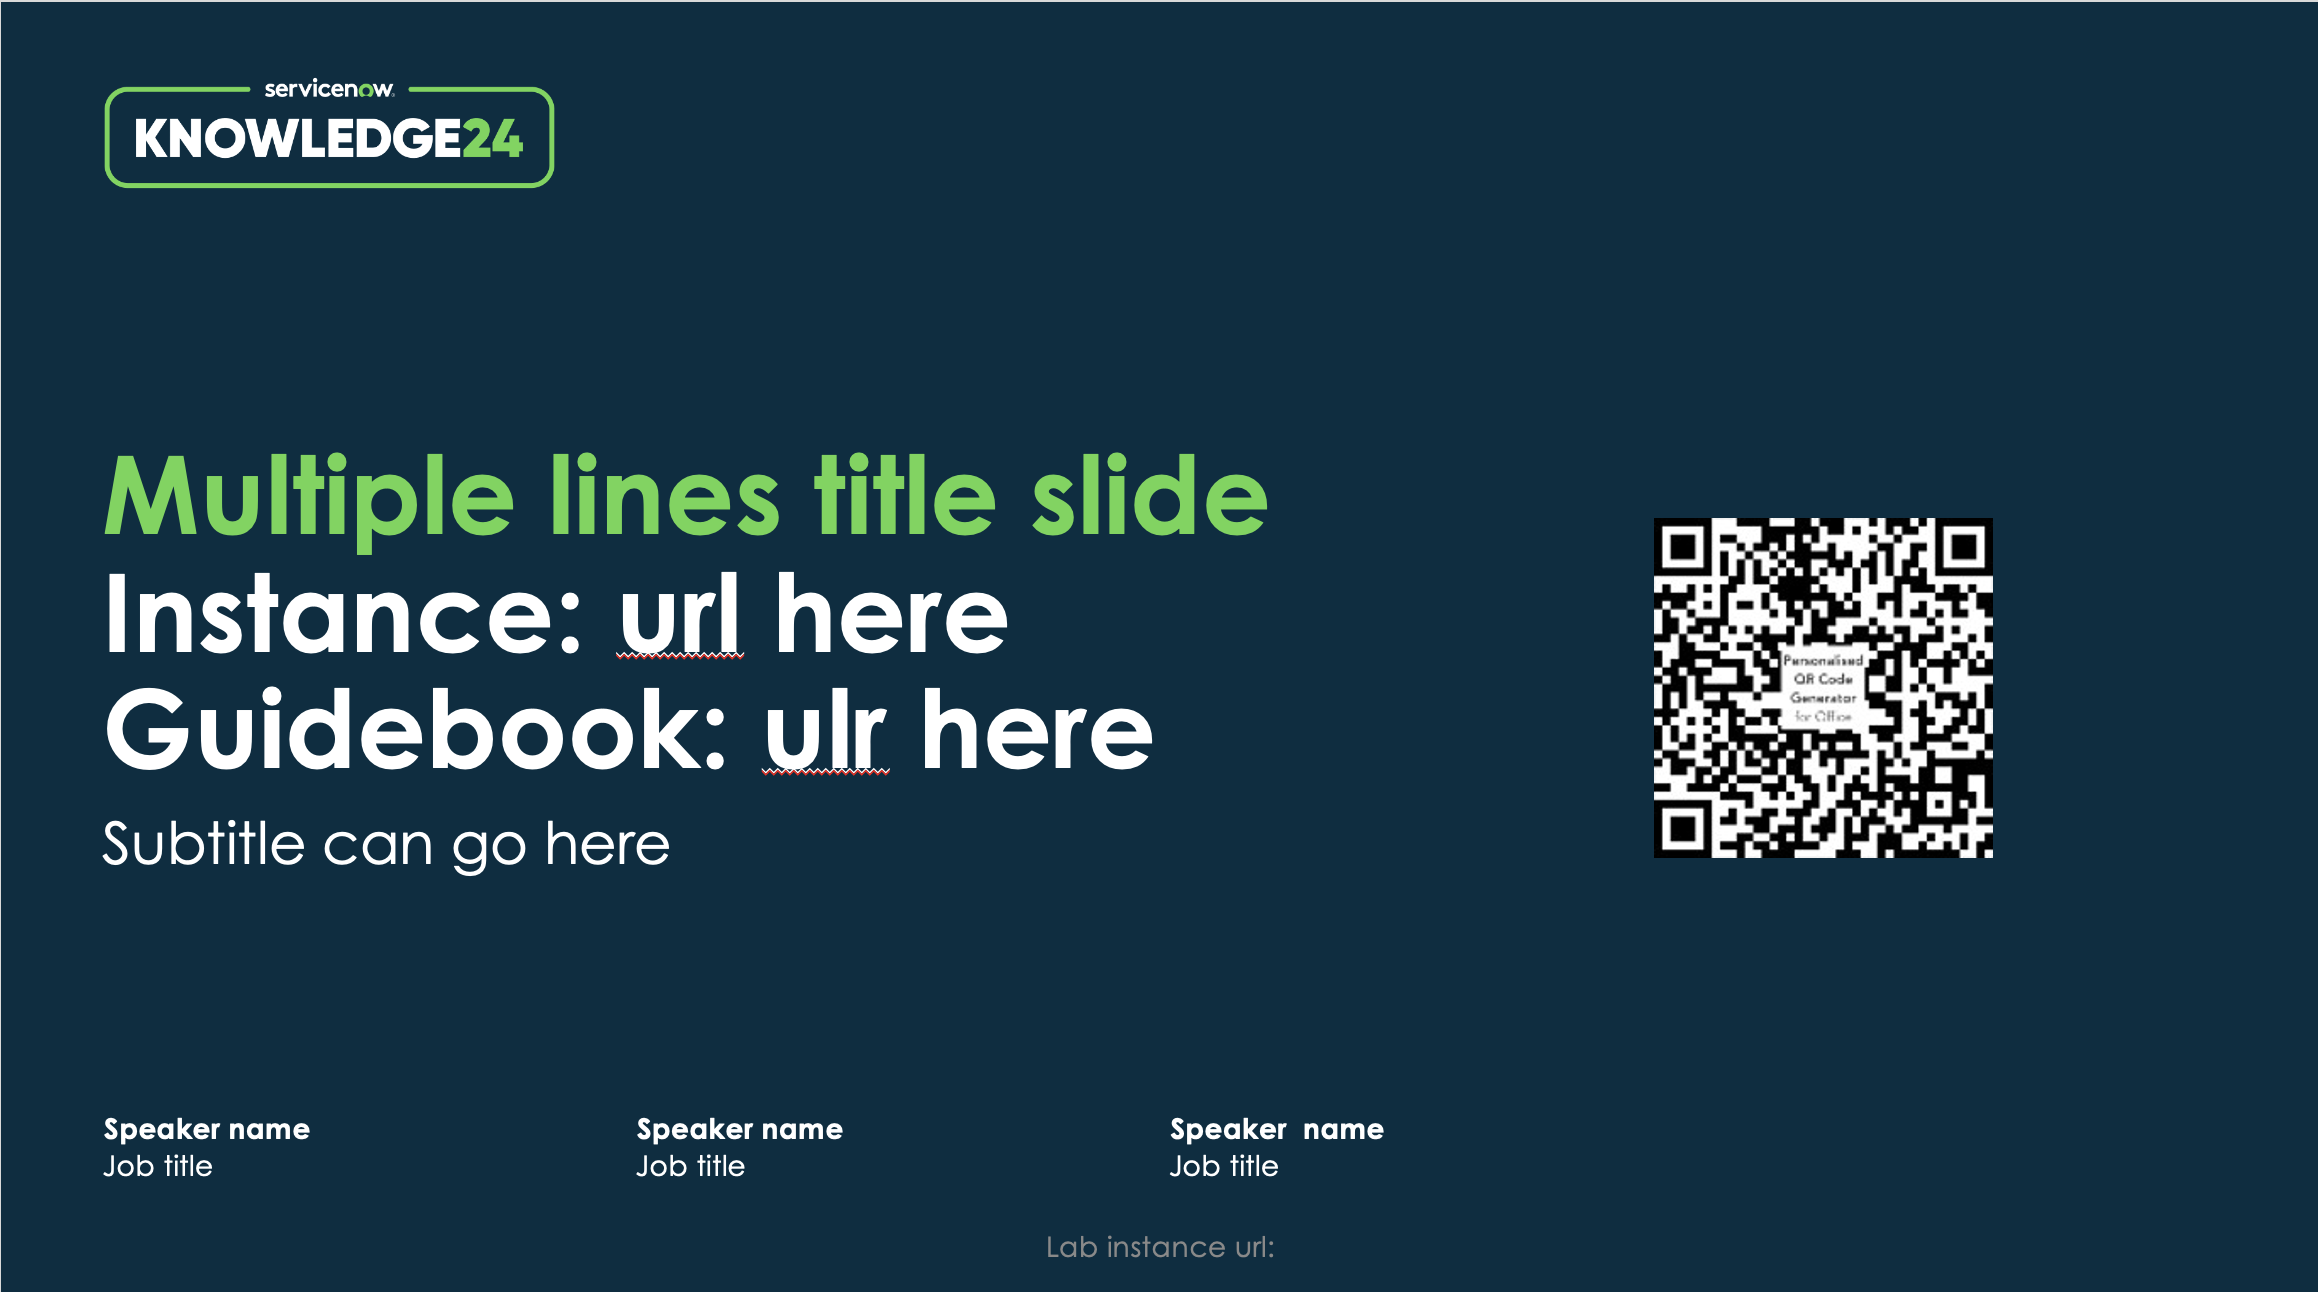 servicenow
KNOWLEDGE24
Multiple lines title slide
Instance: url here
Guidebook: ulr here
Subtitle can go here
Personalised
QR Code
Generator
for Office
Speaker name
Job title
Speaker name
Job title
Speaker  name
Job title
Lab instance url: